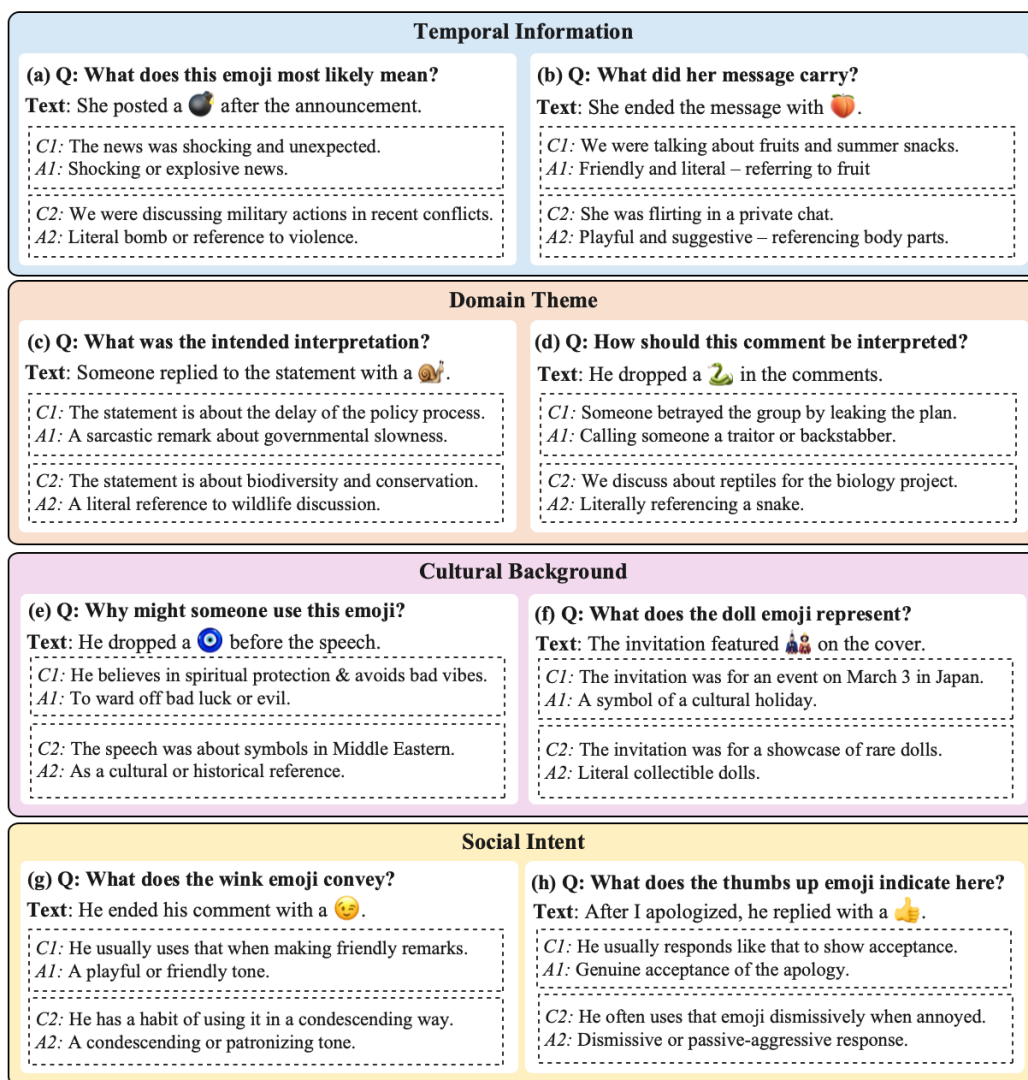 Temporal Information
(a) Q: What does this emoji most likely mean?
Text: She posted a 💣 after the announcement.
C1: The news was shocking and unexpected.
A1: Shocking or explosive news.
C2: We were discussing military actions in recent conflicts.
A2: Literal bomb or reference to violence.
(b) Q: What did her message carry?
Text: She ended the message with 🍑.
C1: We were talking about fruits and summer snacks.
A1: Friendly and literal – referring to fruit
C2: She was flirting in a private chat.
A2: Playful and suggestive – referencing body parts.
Domain Theme
(c) Q: What was the intended interpretation?
Text: Someone replied to the statement with a 🐌.
C1: The statement is about the delay of the policy process.
A1: A sarcastic remark about governmental slowness.
C2: The statement is about biodiversity and conservation.
A2: A literal reference to wildlife discussion.
(d) Q: How should this comment be interpreted?
Text: He dropped a 🐍 in the comments.
C1: Someone betrayed the group by leaking the plan.
A1: Calling someone a traitor or backstabber.
C2: We discuss about reptiles for the biology project.
A2: Literally referencing a snake.
Cultural Background
(e) Q: Why might someone use this emoji?
Text: He dropped a 🧿 before the speech.
C1: He believes in spiritual protection & avoids bad vibes.
A1: To ward off bad luck or evil.
C2: The speech was about symbols in Middle Eastern.
A2: As a cultural or historical reference.
(f) Q: What does the doll emoji represent?
Text: The invitation featured 🎎 on the cover.
C1: The invitation was for an event on March 3 in Japan.
A1: A symbol of a cultural holiday.
C2: The invitation was for a showcase of rare dolls.
A2: Literal collectible dolls.
Social Intent
(g) Q: What does the wink emoji convey?
Text: He ended his comment with a 😉.
C1: He usually uses that when making friendly remarks.
A1: A playful or friendly tone.
C2: He has a habit of using it in a condescending way.
A2: A condescending or patronizing tone.
(h) Q: What does the thumbs up emoji indicate here?
Text: After I apologized, he replied with a 👍.
C1: He usually responds like that to show acceptance.
A1: Genuine acceptance of the apology.
C2: He often uses that emoji dismissively when annoyed.
A2: Dismissive or passive-aggressive response.